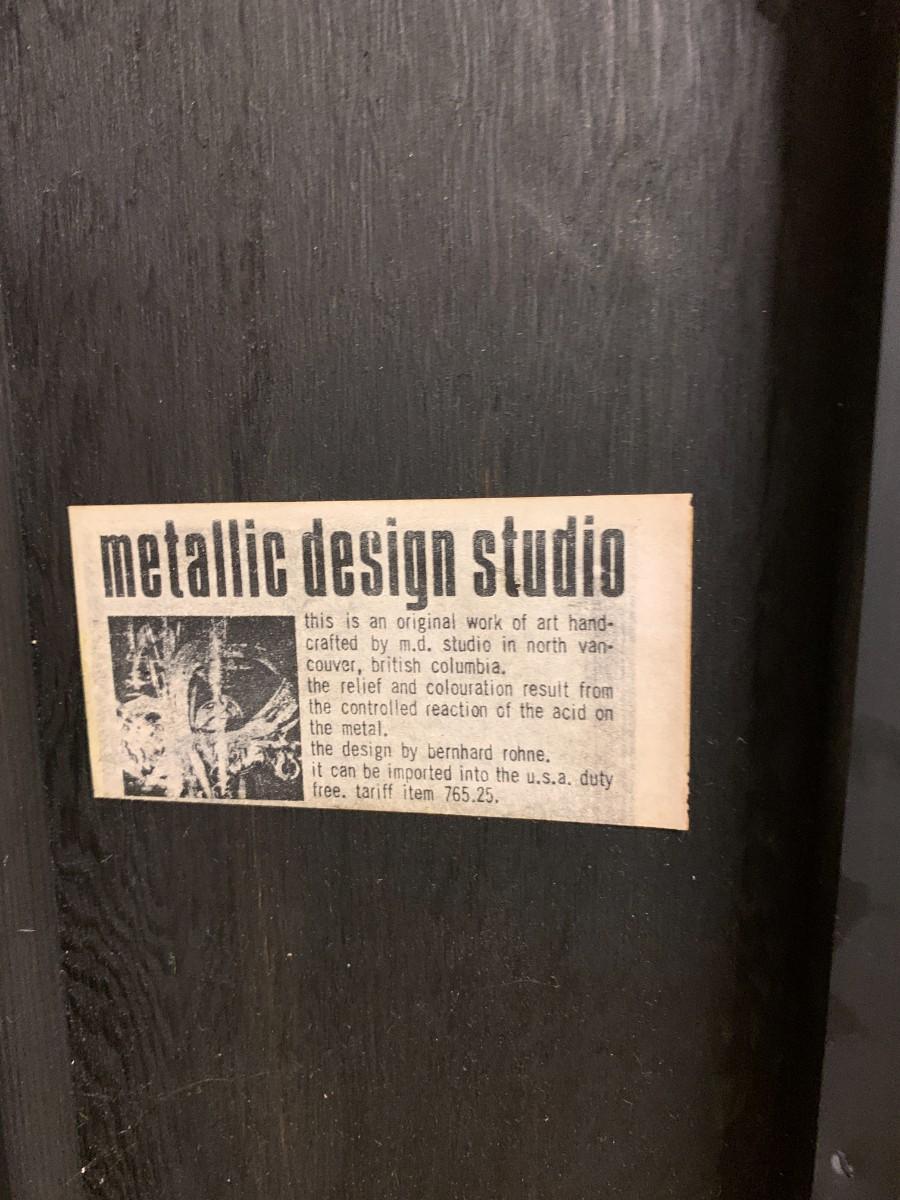 metallic design studio
this is an original work of art hand-
crafted by m.d. studio in north van-
couver, british columbia.
the relief and colouration result from
the controlled reaction of the acid on
the metal.
the design by bernhard rohne.
it can be imported into the u.s.a. duty
free. tariff item 765.25.